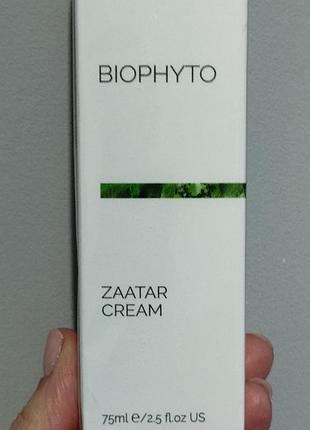 BIOPHYTO
ZAATAR
CREAM
75ml e/2.5 fl.oz US